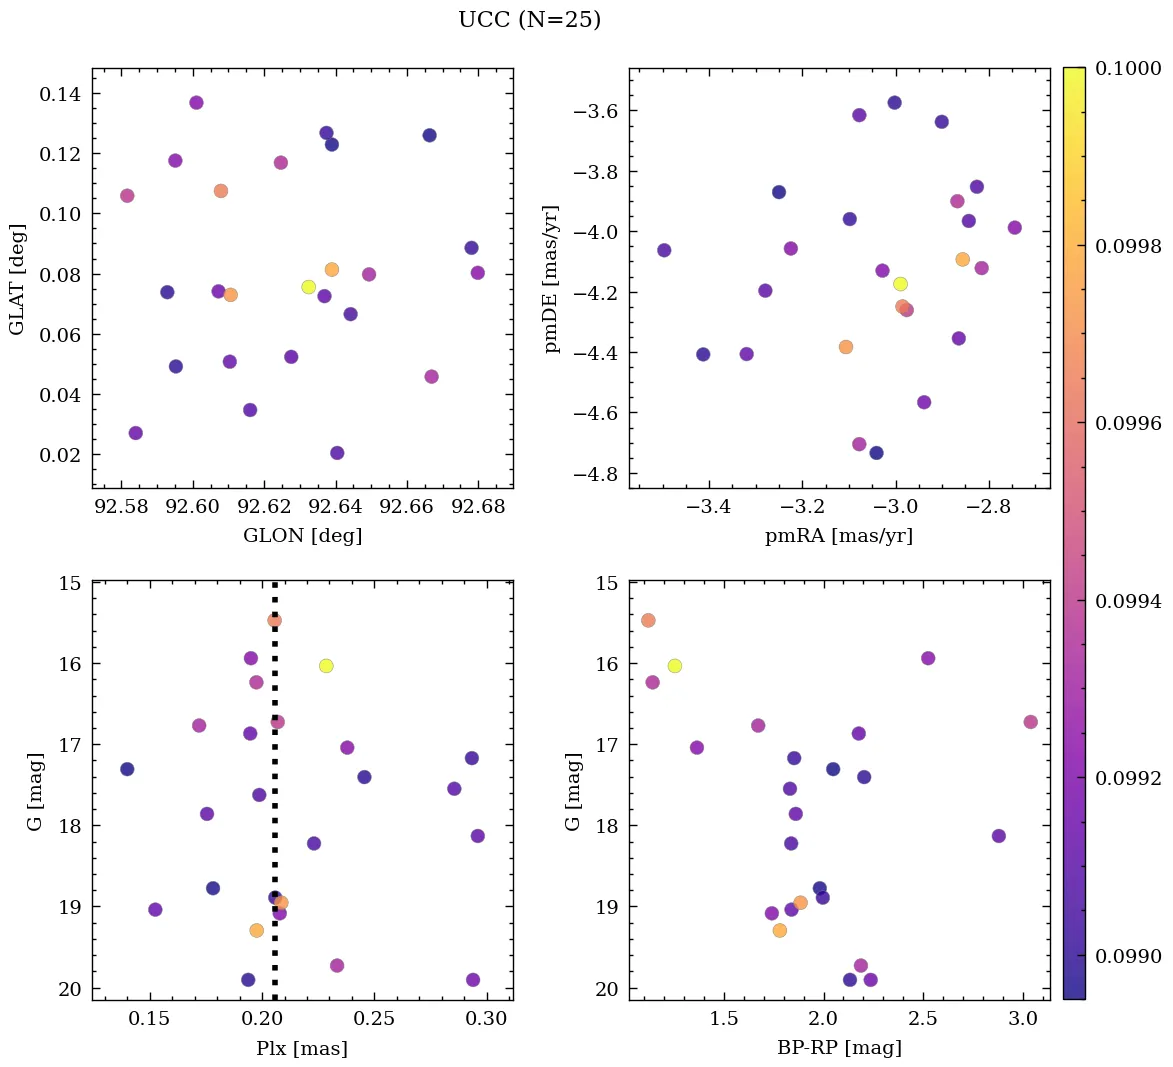 UCC (N=25)
0.14
0.12
0.10
0.08
0.06
0.04
0.02
GLAT [deg]
92.58 92.60 92.62 92.64 92.66 92.68
GLON [deg]
−3.6
−3.8
−4.0
−4.2
−4.4
−4.6
−4.8
pmDE [mas/yr]
−3.4 −3.2 −3.0 −2.8
pmRA [mas/yr]
15
16
17
18
19
20
G [mag]
0.15 0.20 0.25 0.30
Plx [mas]
15
16
17
18
19
20
G [mag]
1.5 2.0 2.5 3.0
BP-RP [mag]
0.1000
0.0998
0.0996
0.0994
0.0992
0.0990